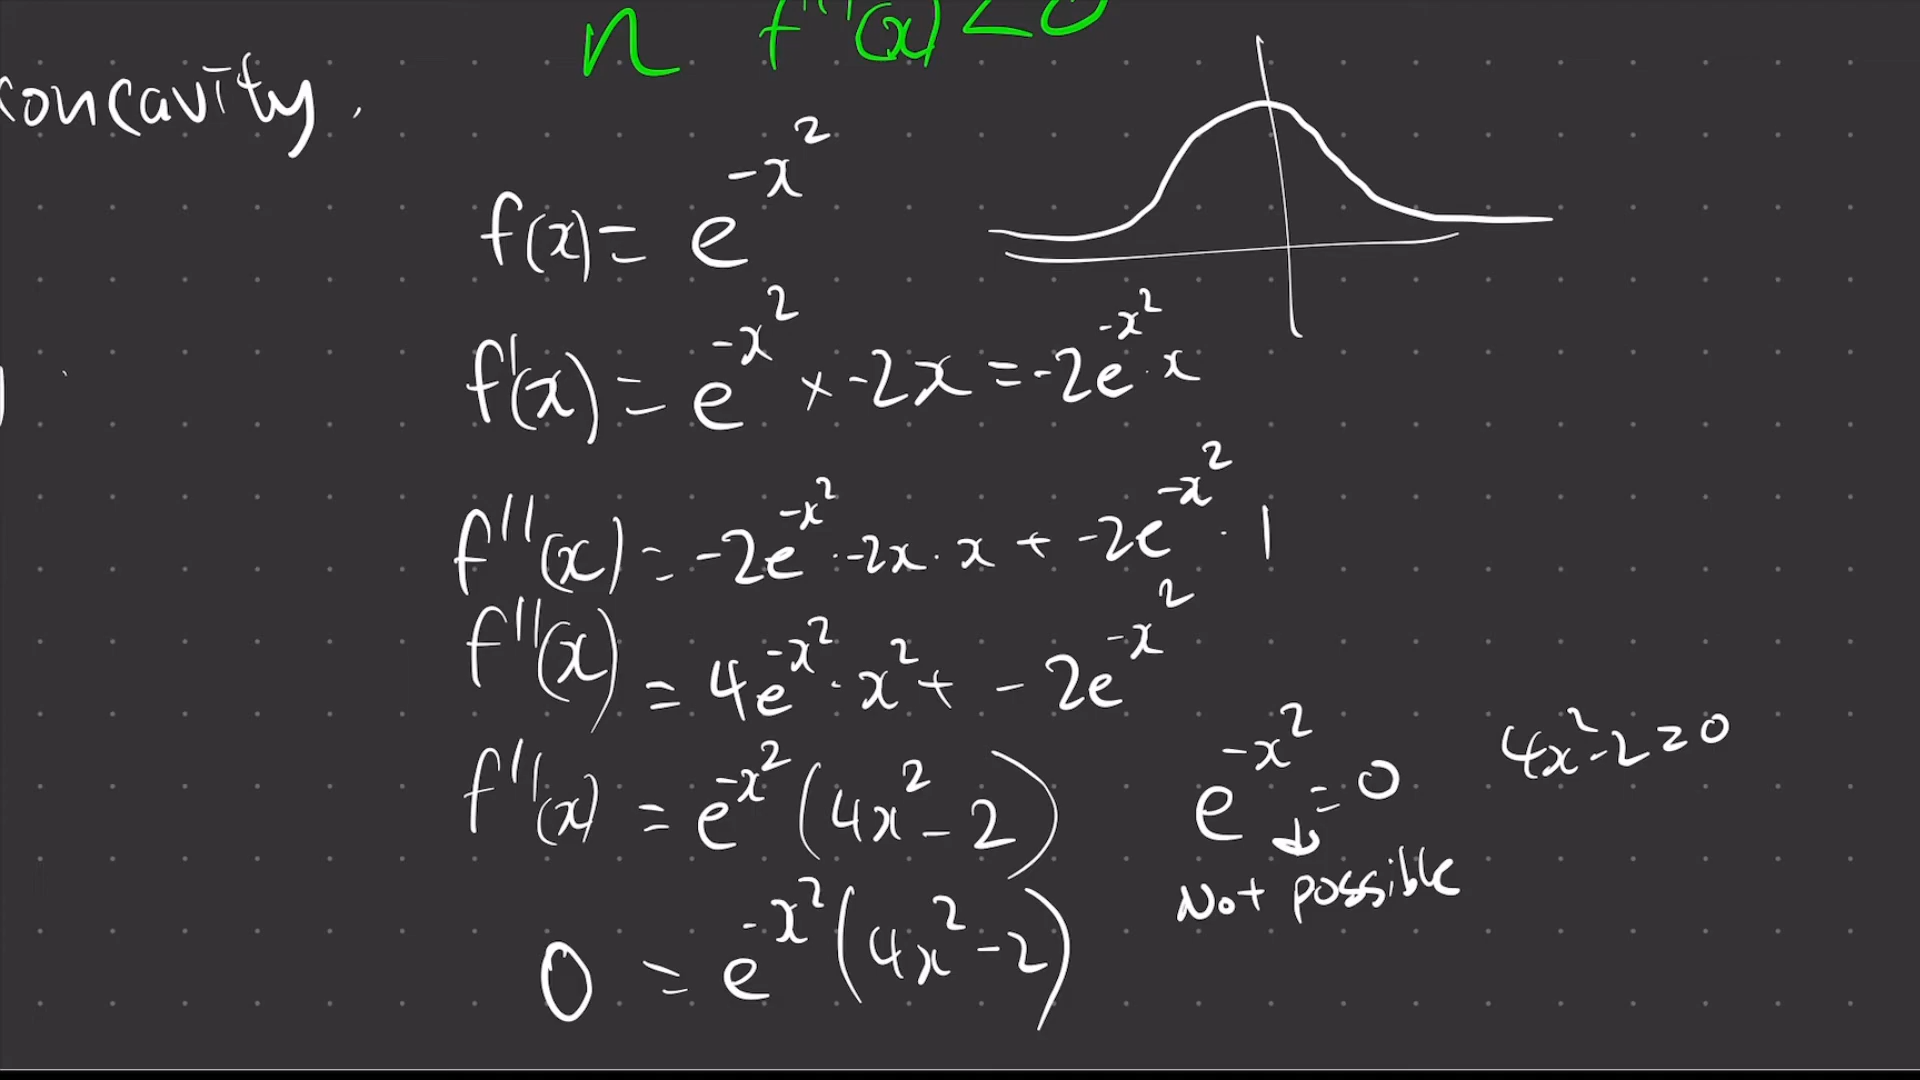 n f''(x) < 0
concavity.
f(x) = e^{-x^2}
f'(x) = e^{-x^2} × -2x = -2e^{-x^2} · x
f''(x) = -2e^{-x^2} · -2x · x + -2e^{-x^2} · 1
f''(x) = 4e^{-x^2} · x^2 + - 2e^{-x^2}
f''(x) = e^{-x^2} (4x^2 - 2)
e^{-x^2} = 0
4x^2 - 2 = 0
Not possible
0 = e^{-x^2} (4x^2 - 2)